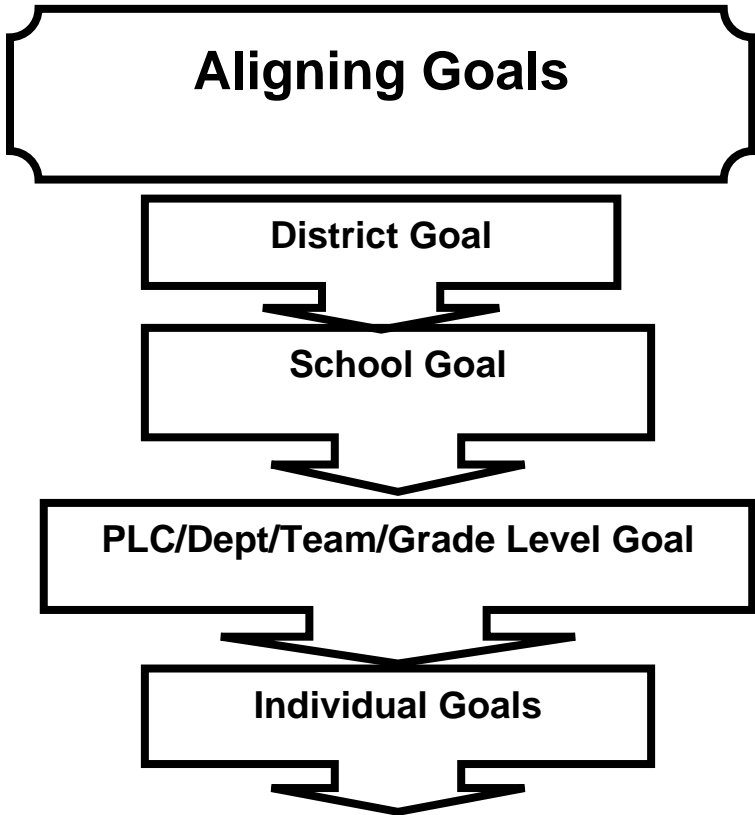 Aligning Goals
District Goal
School Goal
PLC/Dept/Team/Grade Level Goal
Individual Goals